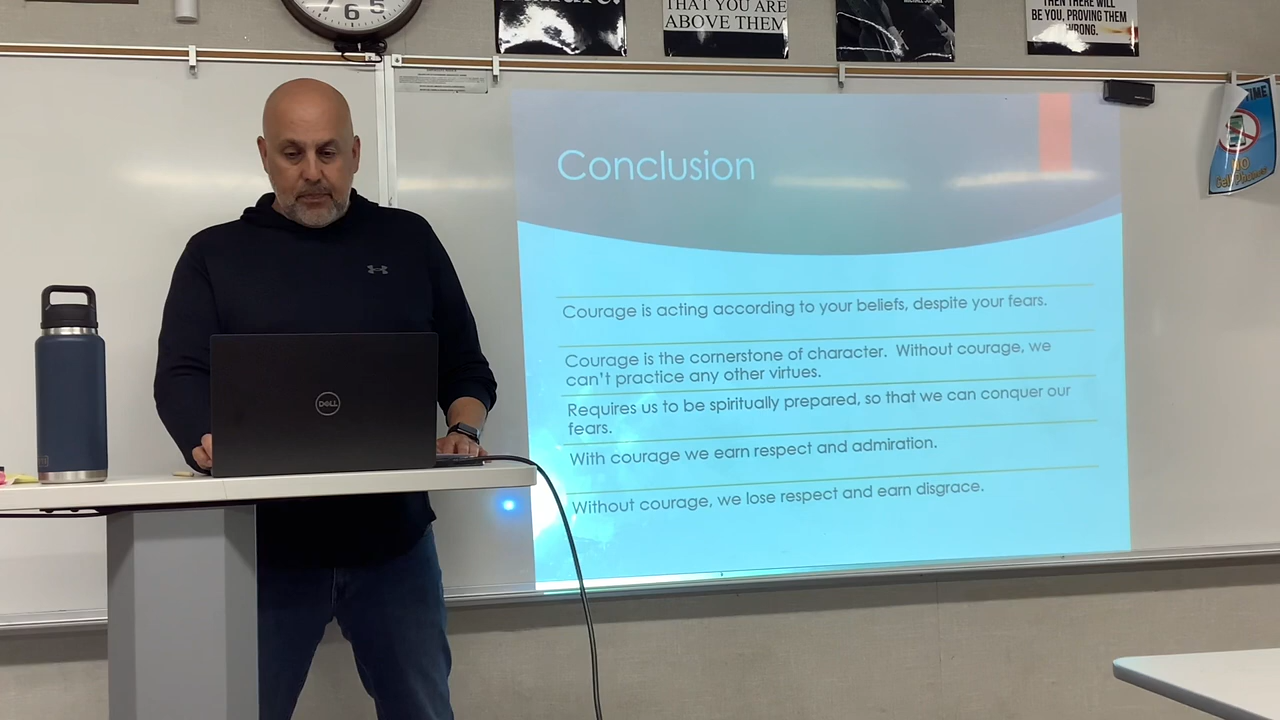 6
THAT YOU ARE
ABOVE THEM
THEN THERE WILL
BE YOU, PROVING THEM
WRONG.
Conclusion
Courage is acting according to your beliefs, despite your fears.
Courage is the cornerstone of character. Without courage, we
can't practice any other virtues.
Requires us to be spiritually prepared, so that we can conquer our
fears.
With courage we earn respect and admiration.
Without courage, we lose respect and earn disgrace.
DELL
NO